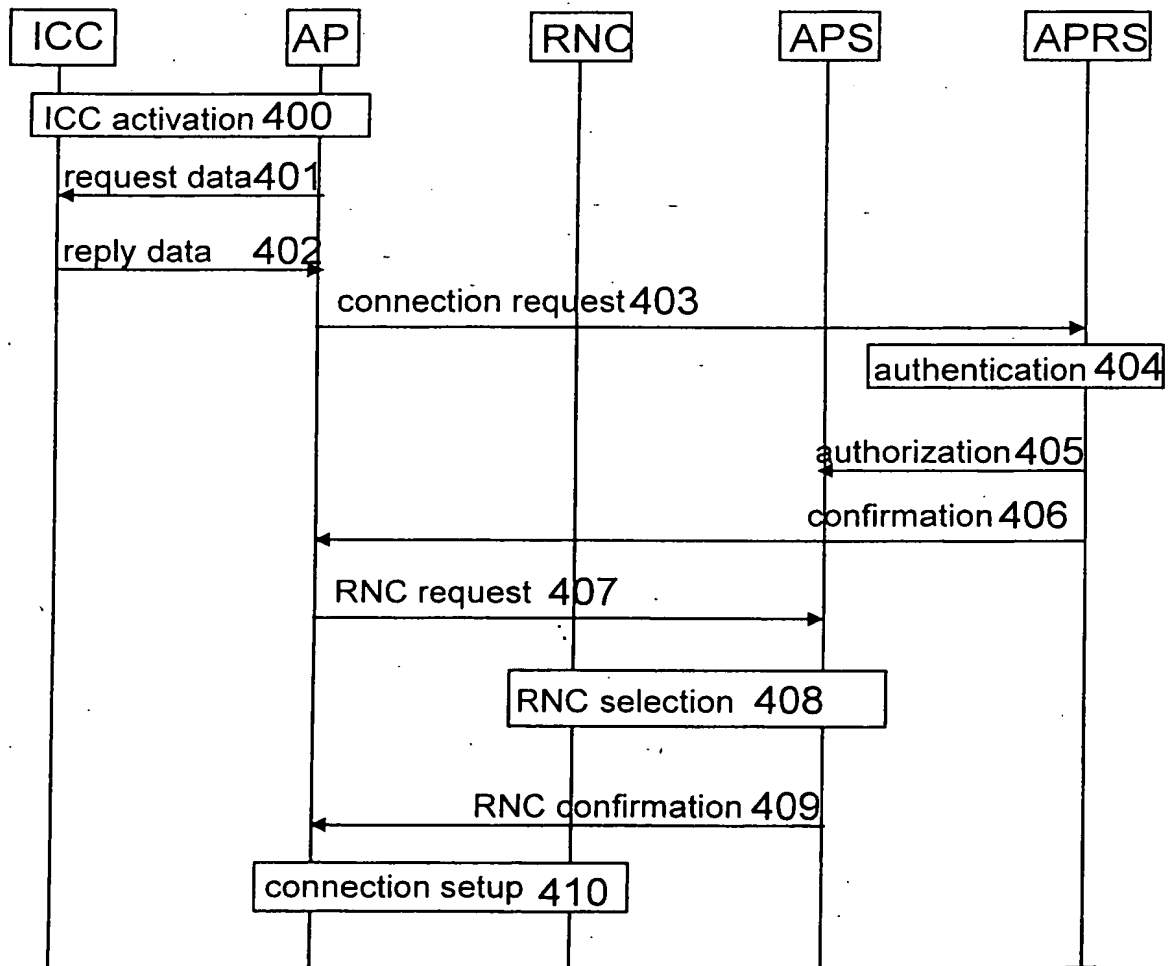 ICC AP RNC APS APRS
ICC activation 400
request data 401
reply data 402
connection request 403
authentication 404
authorization 405
confirmation 406
RNC request 407
RNC selection 408
RNC confirmation 409
connection setup 410